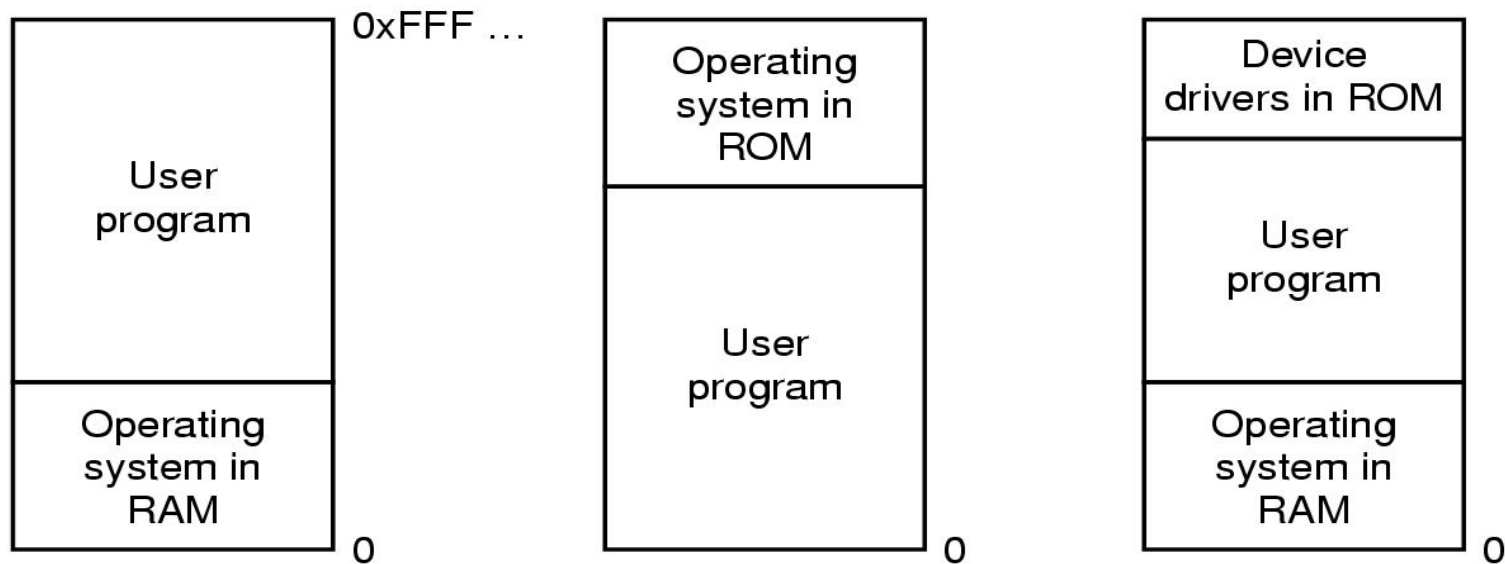 0xFFF ...
User
program
Operating
system in
RAM
0
Operating
system in
ROM
User
program
0
Device
drivers in ROM
User
program
Operating
system in
RAM
0